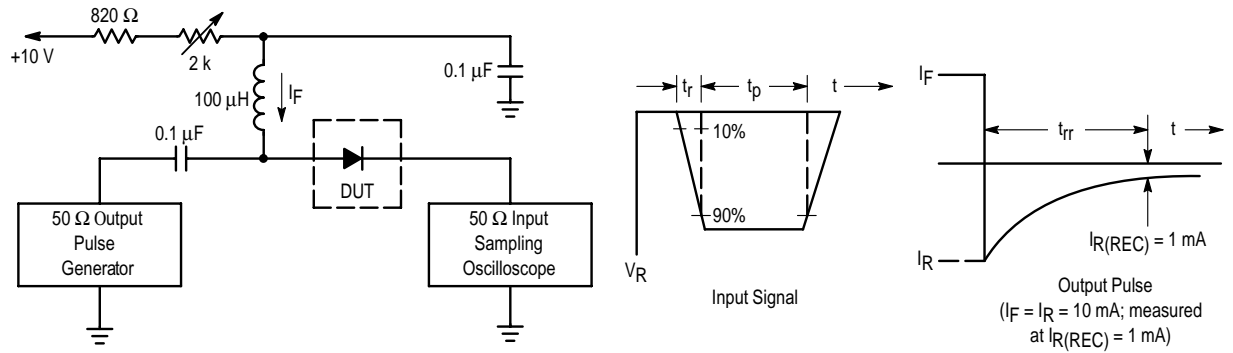 820 Ω
+10 V
2 k
100 µH
I_F
0.1 µF
0.1 µF
DUT
50 Ω Output
Pulse
Generator
50 Ω Input
Sampling
Oscilloscope
t_r
t_p
t
10%
90%
V_R
Input Signal
I_F
t_rr
t
I_R
I_R(REC) = 1 mA
Output Pulse
(I_F = I_R = 10 mA; measured
at I_R(REC) = 1 mA)